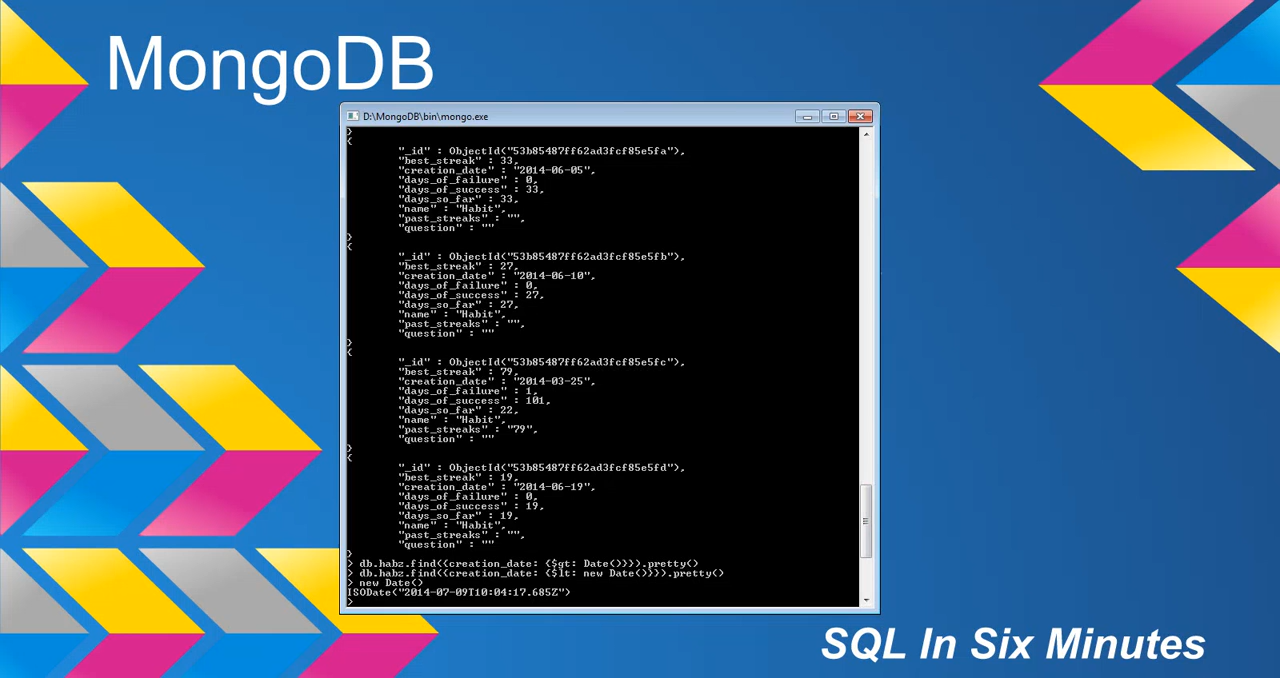 MongoDB
D:\MongoDB\bin\mongo.exe
}
{
"_id" : ObjectId("53b85487ff62ad3fcf85e5fa"),
"best_streak" : 33,
"creation_date" : "2014-06-05",
"days_of_failure" : 0,
"days_of_success" : 33,
"days_so_far" : 33,
"name" : "Habit",
"past_streaks" : "",
"question" : ""
}
{
"_id" : ObjectId("53b85487ff62ad3fcf85e5fb"),
"best_streak" : 27,
"creation_date" : "2014-06-10",
"days_of_failure" : 0,
"days_of_success" : 27,
"days_so_far" : 27,
"name" : "Habit",
"past_streaks" : "",
"question" : ""
}
{
"_id" : ObjectId("53b85487ff62ad3fcf85e5fc"),
"best_streak" : 79,
"creation_date" : "2014-03-25",
"days_of_failure" : 1,
"days_of_success" : 101,
"days_so_far" : 22,
"name" : "Habit",
"past_streaks" : "79",
"question" : ""
}
{
"_id" : ObjectId("53b85487ff62ad3fcf85e5fd"),
"best_streak" : 19,
"creation_date" : "2014-06-19",
"days_of_failure" : 0,
"days_of_success" : 19,
"days_so_far" : 19,
"name" : "Habit",
"past_streaks" : "",
"question" : ""
}
> db.habz.find({creation_date: {$gt: Date()}}).pretty()
> db.habz.find({creation_date: {$lt: new Date()}}).pretty()
> new Date()
ISODate("2014-07-09T10:04:17.685Z")
>
SQL In Six Minutes